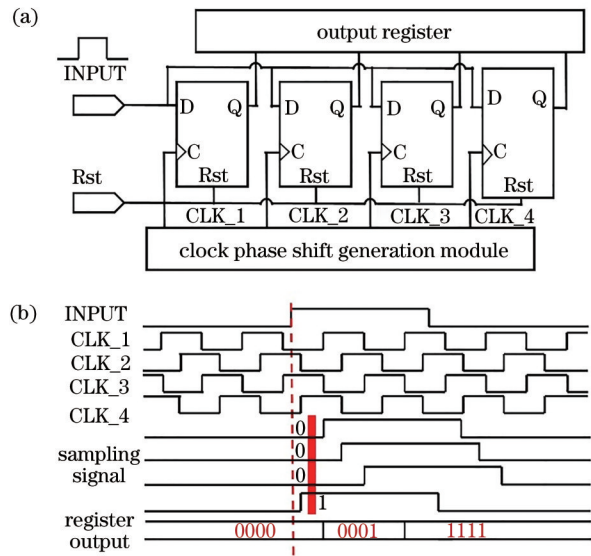 (a)
output register
INPUT
D Q D Q D Q D Q
C C C C
Rst Rst Rst Rst
Rst
CLK_1 CLK_2 CLK_3 CLK_4
clock phase shift generation module
(b)
INPUT
CLK_1
CLK_2
CLK_3
CLK_4
0
sampling 0
signal 0
1
register
output 0000 0001 1111